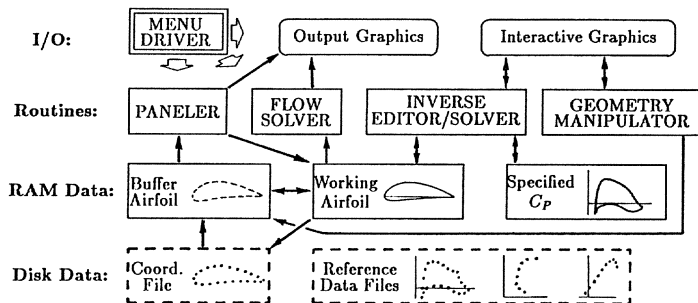 I/O:
MENU
DRIVER
Output Graphics
Interactive Graphics
Routines:
PANELER
FLOW
SOLVER
INVERSE
EDITOR/SOLVER
GEOMETRY
MANIPULATOR
RAM Data:
Buffer
Airfoil
Working
Airfoil
Specified
C_P
Disk Data:
Coord.
File
Reference
Data Files